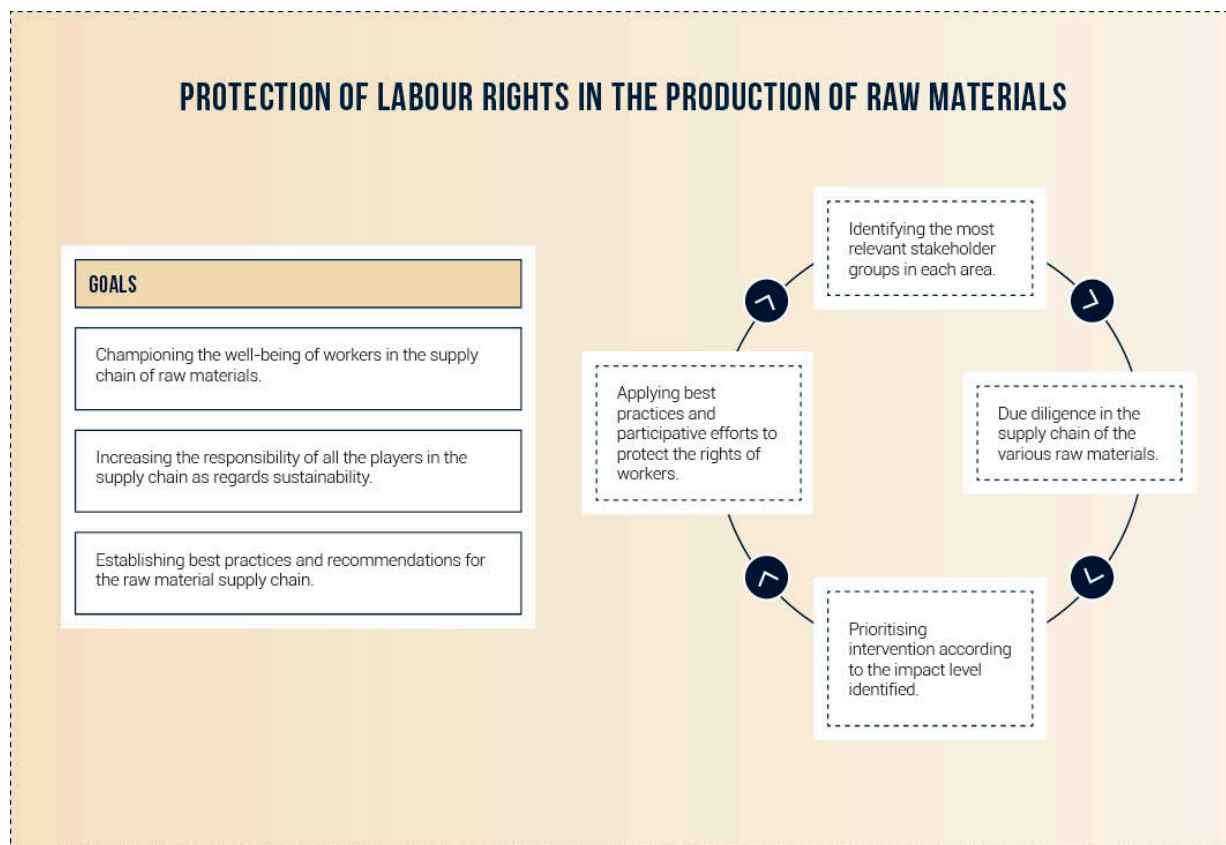 PROTECTION OF LABOUR RIGHTS IN THE PRODUCTION OF RAW MATERIALS
GOALS
Championing the well-being of workers in the supply
chain of raw materials.
Increasing the responsibility of all the players in the
supply chain as regards sustainability.
Establishing best practices and recommendations for
the raw material supply chain.
Identifying the most
relevant stakeholder
groups in each area.
Due diligence in the
supply chain of the
various raw materials.
Prioritising
intervention according
to the impact level
identified.
Applying best
practices and
participative efforts to
protect the rights of
workers.